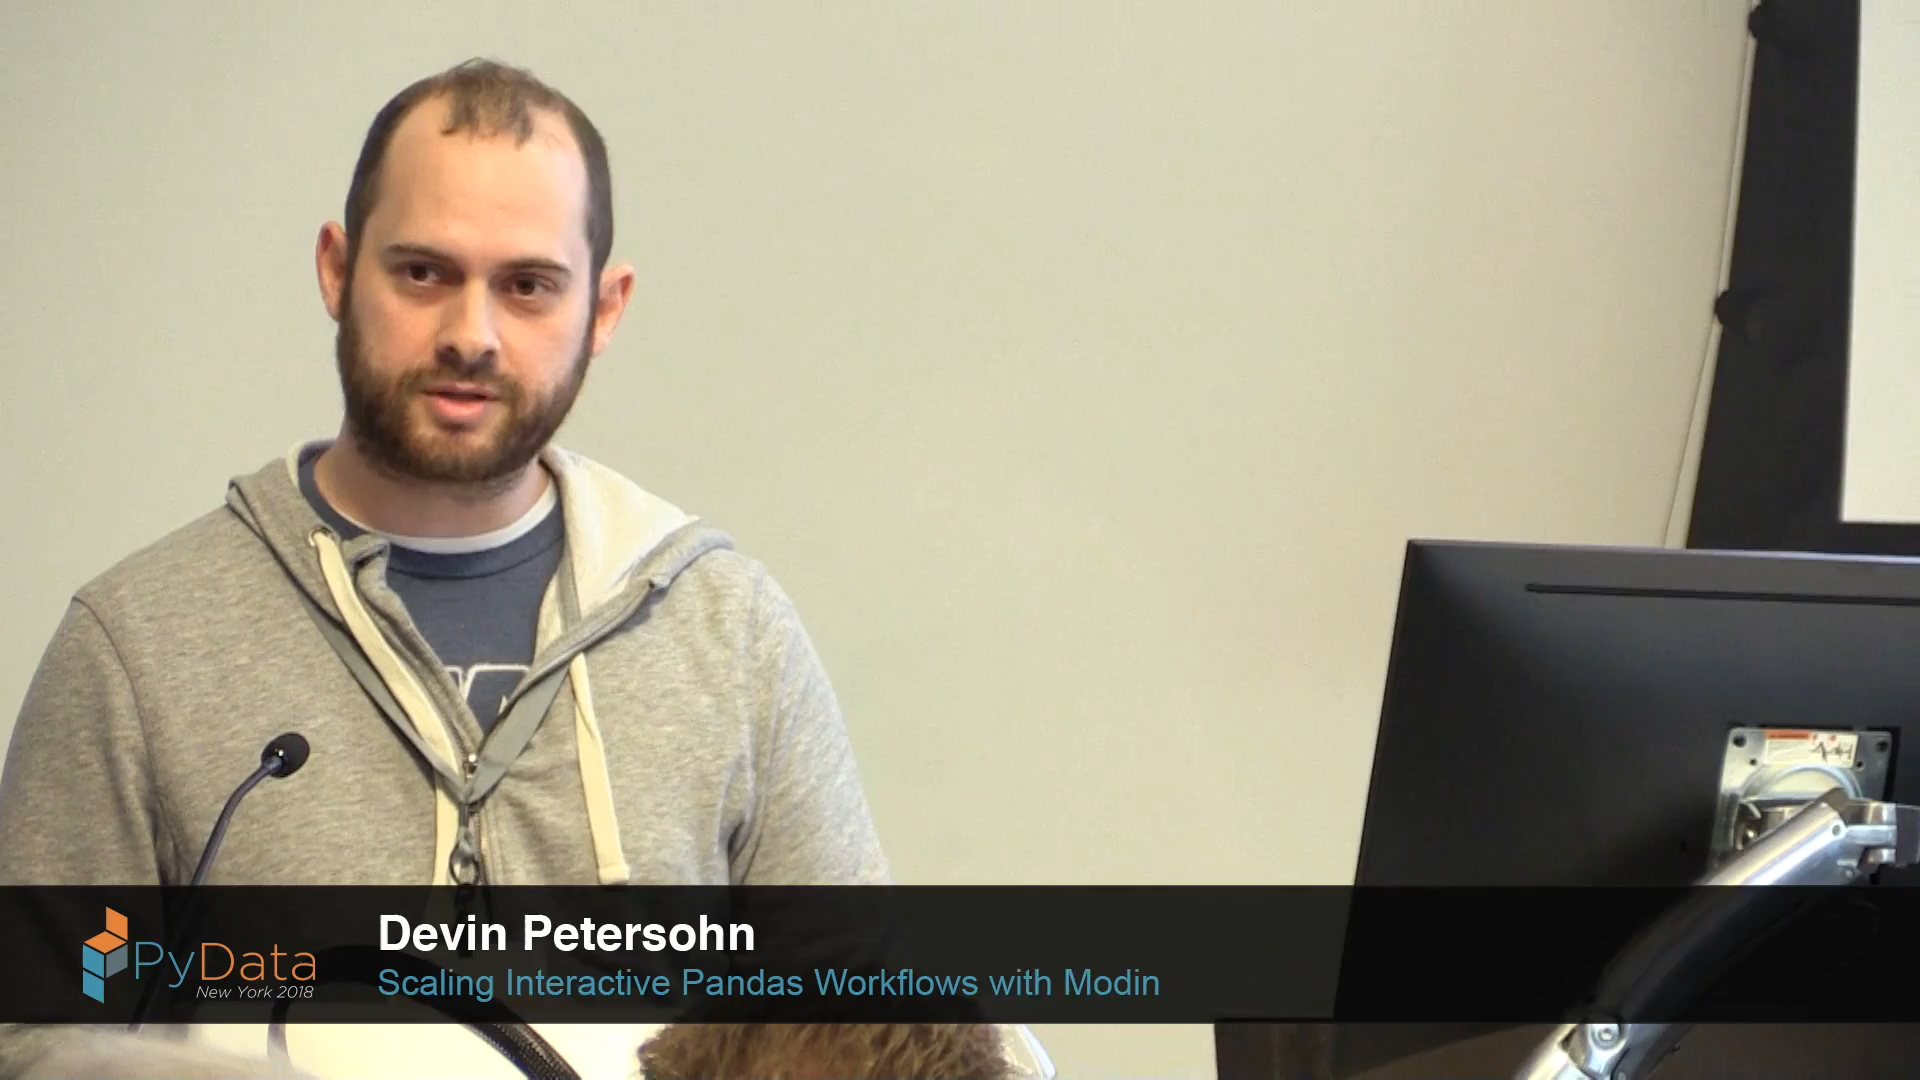 Devin Petersohn
PyData
Scaling Interactive Pandas Workflows with Modin
New York 2018